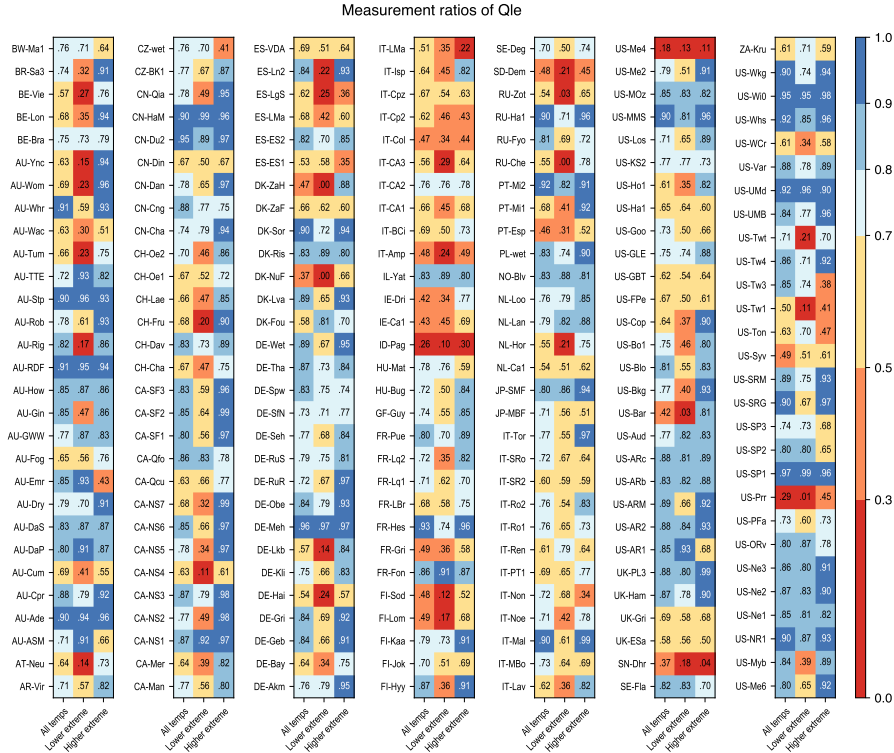 Measurement ratios of Qle
BW-Ma1 .76 .71 .64
BR-Sa3 .74 .32 .91
BE-Vie .57 .27 .76
BE-Lon .68 .35 .94
BE-Bra .75 .73 .79
AU-Ync .63 .15 .94
AU-Wom .69 .23 .96
AU-Whr .91 .59 .93
AU-Wac .63 .30 .51
AU-Tum .66 .23 .75
AU-TTE .72 .93 .82
AU-Stp .90 .96 .93
AU-Rob .78 .61 .93
AU-Rig .82 .17 .86
AU-RDF .91 .95 .94
AU-How .85 .87 .86
AU-Gin .85 .47 .86
AU-GWW .77 .87 .83
AU-Fog .65 .56 .76
AU-Emr .85 .93 .43
AU-Dry .79 .70 .91
AU-DaS .83 .87 .87
AU-DaP .80 .91 .87
AU-Cum .69 .41 .55
AU-Cpr .88 .79 .92
AU-Ade .90 .94 .96
AU-ASM .71 .91 .66
AT-Neu .64 .14 .73
AR-Vir .71 .57 .82
All temps Lower extreme Higher extreme
CZ-wet .76 .70 .41
CZ-BK1 .77 .67 .87
CN-Qia .78 .49 .95
CN-HaM .90 .99 .96
CN-Du2 .95 .89 .97
CN-Din .67 .50 .67
CN-Dan .78 .65 .97
CN-Cng .88 .77 .75
CN-Cha .74 .79 .94
CH-Oe2 .70 .46 .86
CH-Oe1 .67 .52 .72
CH-Lae .66 .47 .85
CH-Fru .68 .20 .90
CH-Dav .83 .73 .89
CH-Cha .67 .47 .75
CA-SF3 .83 .59 .96
CA-SF2 .85 .64 .99
CA-SF1 .80 .56 .97
CA-Qfo .86 .83 .78
CA-Qcu .63 .66 .77
CA-NS7 .68 .32 .99
CA-NS6 .85 .66 .97
CA-NS5 .78 .34 .97
CA-NS4 .63 .11 .61
CA-NS3 .87 .79 .98
CA-NS2 .77 .49 .98
CA-NS1 .87 .92 .97
CA-Mer .64 .39 .82
CA-Man .77 .56 .80
All temps Lower extreme Higher extreme
ES-VDA .69 .51 .64
ES-Ln2 .84 .22 .93
ES-LgS .62 .25 .36
ES-LMa .68 .42 .60
ES-ES2 .82 .70 .85
ES-ES1 .53 .58 .35
DK-ZaH .47 .00 .88
DK-ZaF .66 .62 .60
DK-Sor .90 .72 .94
DK-Ris .83 .89 .80
DK-NuF .37 .00 .66
DK-Lva .89 .65 .93
DK-Fou .58 .81 .70
DE-Wet .89 .67 .95
DE-Tha .87 .73 .84
DE-Spw .83 .75 .74
DE-SfN .73 .71 .77
DE-Seh .77 .68 .84
DE-RuS .79 .75 .81
DE-RuR .72 .67 .92
DE-Obe .84 .79 .93
DE-Meh .96 .97 .97
DE-Lkb .57 .14 .84
DE-Kli .75 .66 .83
DE-Hai .54 .24 .57
DE-Gri .84 .69 .92
DE-Geb .84 .66 .91
DE-Bay .64 .34 .75
DE-Akm .76 .79 .95
All temps Lower extreme Higher extreme
IT-LMa .51 .35 .22
IT-Isp .64 .45 .82
IT-Cpz .67 .54 .63
IT-Cp2 .62 .46 .43
IT-Col .47 .34 .44
IT-CA3 .56 .29 .64
IT-CA2 .76 .76 .78
IT-CA1 .66 .45 .68
IT-BCi .69 .50 .73
IT-Amp .48 .24 .49
IL-Yat .83 .89 .80
IE-Dri .42 .34 .77
IE-Ca1 .43 .45 .69
ID-Pag .26 .10 .30
HU-Mat .78 .76 .59
HU-Bug .72 .50 .84
GF-Guy .74 .55 .85
FR-Pue .80 .70 .89
FR-Lq2 .72 .35 .82
FR-Lq1 .71 .62 .70
FR-LBr .68 .58 .75
FR-Hes .93 .74 .96
FR-Gri .49 .36 .58
FR-Fon .86 .91 .87
FI-Sod .48 .12 .52
FI-Lom .49 .17 .68
FI-Kaa .79 .73 .91
FI-Jok .70 .51 .69
FI-Hyy .87 .36 .91
All temps Lower extreme Higher extreme
SE-Deg .70 .50 .74
SD-Dem .48 .21 .45
RU-Zot .54 .03 .65
RU-Ha1 .90 .71 .96
RU-Fyo .81 .69 .72
RU-Che .55 .00 .78
PT-Mi2 .92 .82 .91
PT-Mi1 .68 .41 .92
PT-Esp .46 .31 .52
PL-wet .83 .74 .90
NO-Blv .83 .88 .81
NL-Loo .76 .79 .85
NL-Lan .79 .82 .88
NL-Hor .55 .21 .75
NL-Ca1 .54 .51 .62
JP-SMF .80 .86 .94
JP-MBF .71 .56 .51
IT-Tor .77 .55 .97
IT-SRo .72 .67 .64
IT-SR2 .60 .59 .59
IT-Ro2 .76 .54 .83
IT-Ro1 .76 .65 .73
IT-Ren .61 .79 .64
IT-PT1 .69 .65 .77
IT-Non .72 .68 .34
IT-Noe .71 .42 .78
IT-Mal .90 .61 .99
IT-MBo .73 .64 .69
IT-Lav .62 .36 .82
All temps Lower extreme Higher extreme
US-Me4 .18 .13 .11
US-Me2 .79 .51 .91
US-MOz .85 .83 .82
US-MMS .90 .81 .96
US-Los .71 .65 .89
US-KS2 .77 .77 .73
US-Ho1 .61 .35 .82
US-Ha1 .65 .64 .60
US-Goo .73 .50 .66
US-GLE .75 .74 .88
US-GBT .62 .54 .64
US-FPe .67 .50 .61
US-Cop .64 .37 .90
US-Bo1 .75 .46 .80
US-Blo .81 .55 .83
US-Bkg .77 .40 .93
US-Bar .42 .03 .81
US-Aud .77 .82 .83
US-ARc .88 .81 .89
US-ARb .83 .82 .88
US-ARM .89 .66 .92
US-AR2 .88 .84 .93
US-AR1 .85 .93 .68
UK-PL3 .88 .80 .99
UK-Ham .87 .78 .90
UK-Gri .69 .58 .68
UK-ESa .58 .56 .50
SN-Dhr .37 .18 .04
SE-Fla .82 .83 .70
All temps Lower extreme Higher extreme
ZA-Kru .61 .71 .59
US-Wkg .90 .74 .94
US-Wi0 .95 .95 .98
US-Whs .92 .85 .96
US-WCr .61 .34 .58
US-Var .88 .78 .89
US-UMd .92 .96 .90
US-UMB .84 .77 .96
US-Twt .71 .21 .70
US-Tw4 .86 .71 .92
US-Tw3 .85 .74 .38
US-Tw1 .50 .11 .41
US-Ton .63 .70 .47
US-Syv .49 .51 .61
US-SRM .89 .75 .93
US-SRG .90 .67 .97
US-SP3 .74 .73 .68
US-SP2 .80 .80 .65
US-SP1 .97 .99 .96
US-Prr .29 .01 .45
US-PFa .73 .60 .73
US-ORv .80 .87 .78
US-Ne3 .86 .80 .91
US-Ne2 .87 .83 .90
US-Ne1 .85 .81 .82
US-NR1 .90 .87 .93
US-Myb .84 .39 .89
US-Me6 .80 .65 .92
All temps Lower extreme Higher extreme
1.0
0.9
0.8
0.5
0.3
0.0